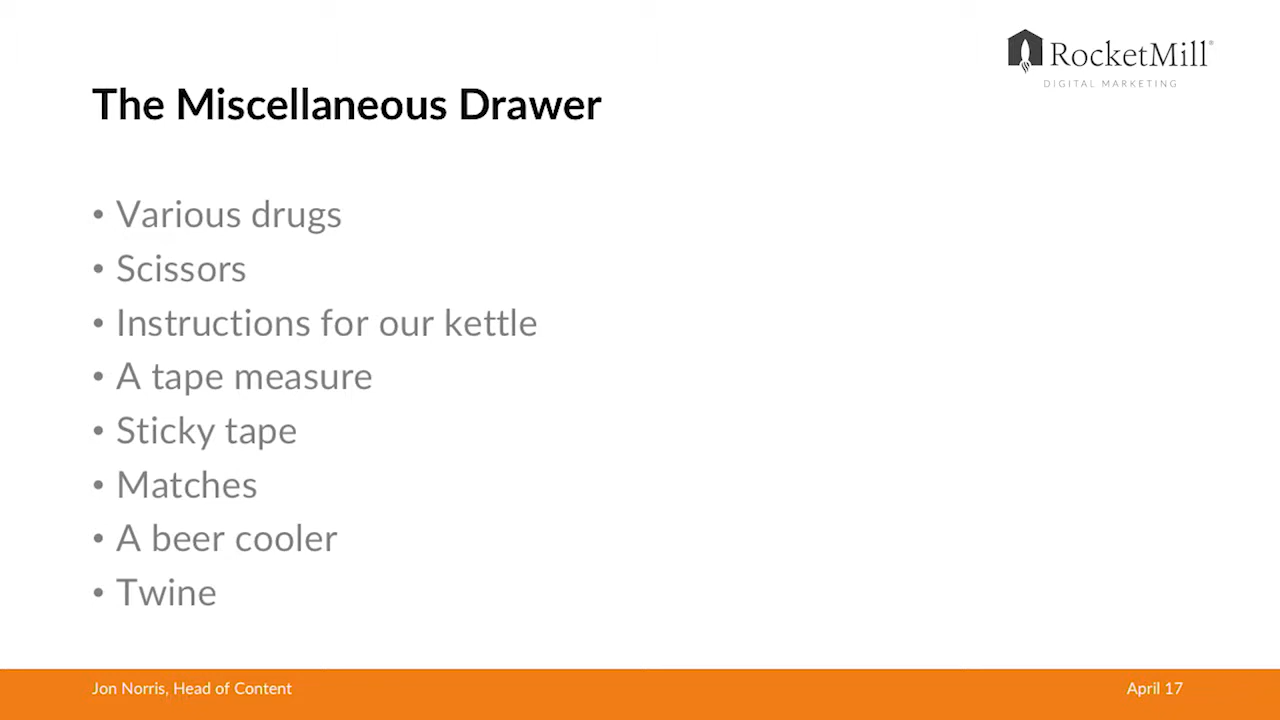 RocketMill®
DIGITAL MARKETING
The Miscellaneous Drawer
• Various drugs
• Scissors
• Instructions for our kettle
• A tape measure
• Sticky tape
• Matches
• A beer cooler
• Twine
Jon Norris, Head of Content
April 17